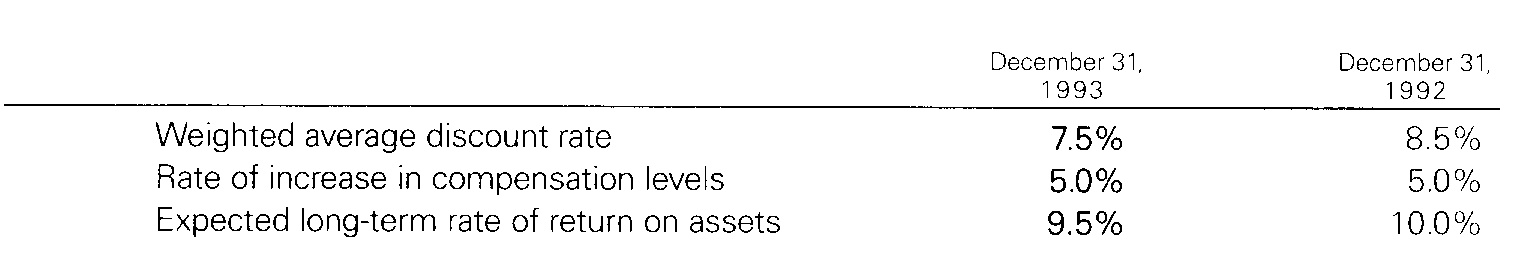 December 31, December 31,
1993 1992
Weighted average discount rate 7.5% 8.5%
Rate of increase in compensation levels 5.0% 5.0%
Expected long-term rate of return on assets 9.5% 10.0%